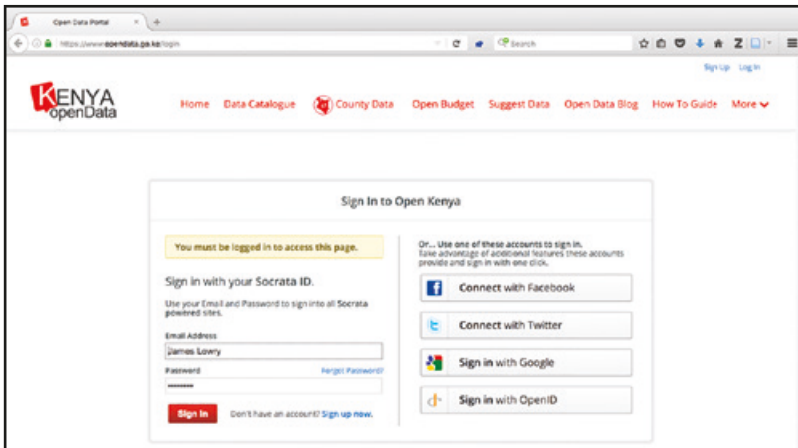 Open Data Portal
https://www.opendata.go.ke/login
Search
Sign Up Log In
KENYA
openData
Home Data Catalogue County Data Open Budget Suggest Data Open Data Blog How To Guide More
Sign In to Open Kenya
You must be logged in to access this page.
Sign in with your Socrata ID.
Use your Email and Password to sign into all Socrata
powered sites.
Email Address
James Lowry
Password Forgot Password?
••••••••
Sign In Don't have an account? Sign up now.
Or... Use one of these accounts to sign in.
Take advantage of additional features these accounts
provide and sign in with one click.
Connect with Facebook
Connect with Twitter
Sign in with Google
Sign in with OpenID